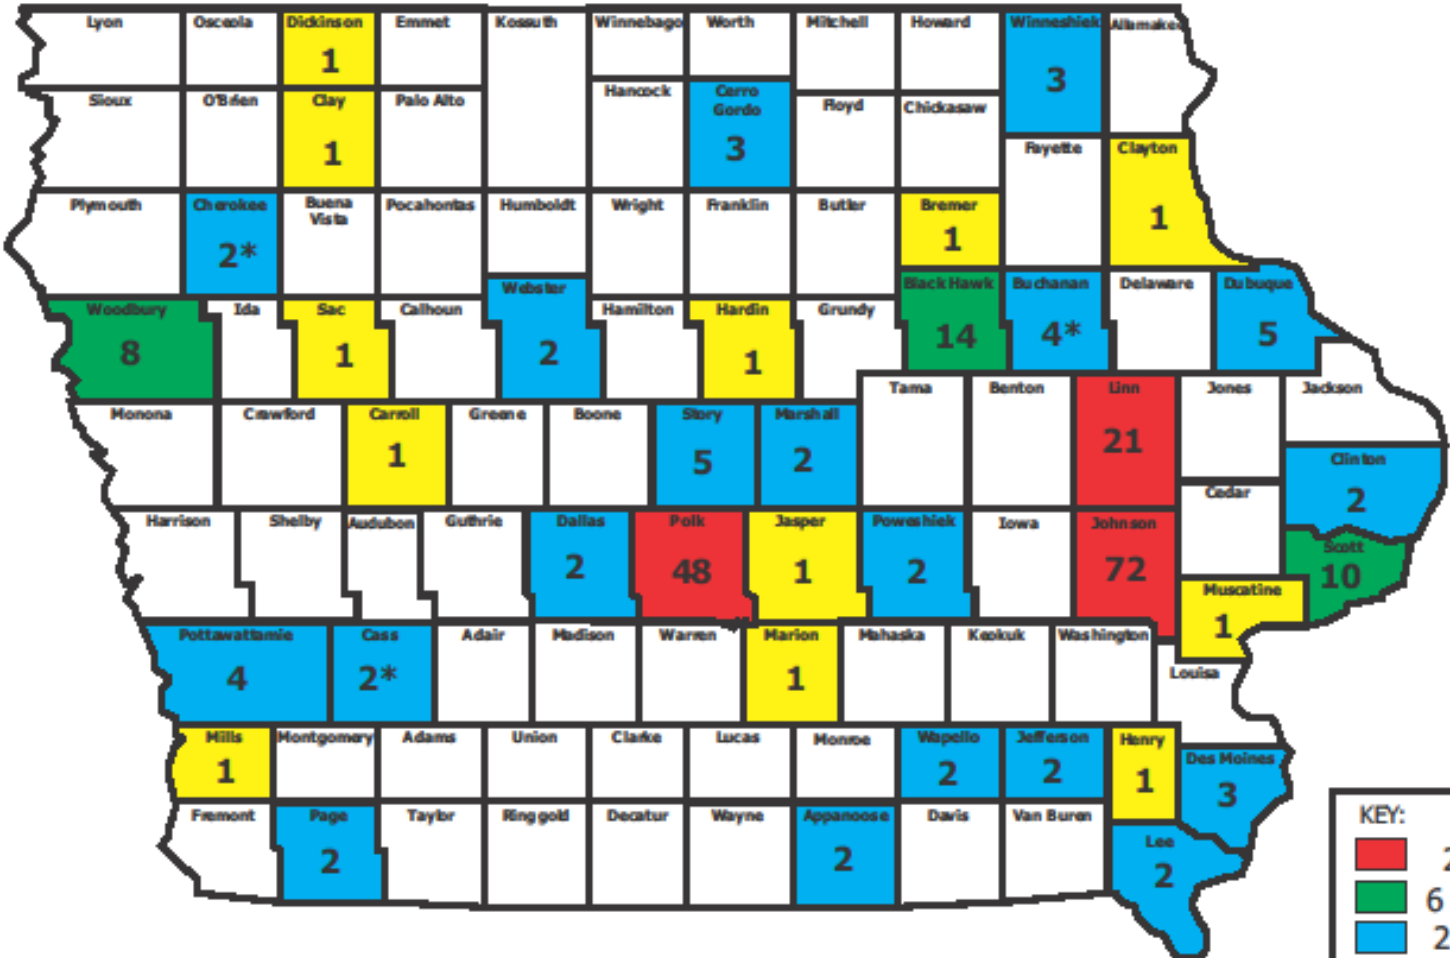 Lyon
Osceola
Dickinson
1
Emmet
Kossuth
Winnebago
Worth
Mitchell
Howard
Winneshiek
3
Sioux
O'Brien
Clay
1
Palo Alto
Hancock
Cerro
Gordo
3
Floyd
Chickasaw
Fayette
Clayton
1
Plymouth
Cherokee
2*
Buena
Vista
Pocahontas
Humboldt
Wright
Franklin
Butler
Bremer
1
Woodbury
8
Ida
Sac
1
Calhoun
Webster
2
Hamilton
Hardin
1
Grundy
Black Hawk
14
Buchanan
4*
Delaware
Dubuque
5
Monona
Crawford
Carroll
1
Greene
Boone
Story
5
Marshall
2
Tama
Benton
Linn
21
Jones
Jackson
Clinton
2
Cedar
Harrison
Shelby
Audubon
Guthrie
Dallas
2
Polk
48
Jasper
1
Poweshiek
2
Iowa
Johnson
72
Scott
10
Muscatine
1
Pottawattamie
4
Cass
2*
Adair
Madison
Warren
Marion
1
Mahaska
Keokuk
Washington
Louisa
Mills
1
Montgomery
Adams
Union
Clarke
Lucas
Monroe
Wapello
2
Jefferson
2
Henry
1
Des Moines
3
Fremont
Page
2
Taylor
Ringgold
Decatur
Wayne
Appanoose
2
Davis
Van Buren
Lee
2
KEY:
6
2